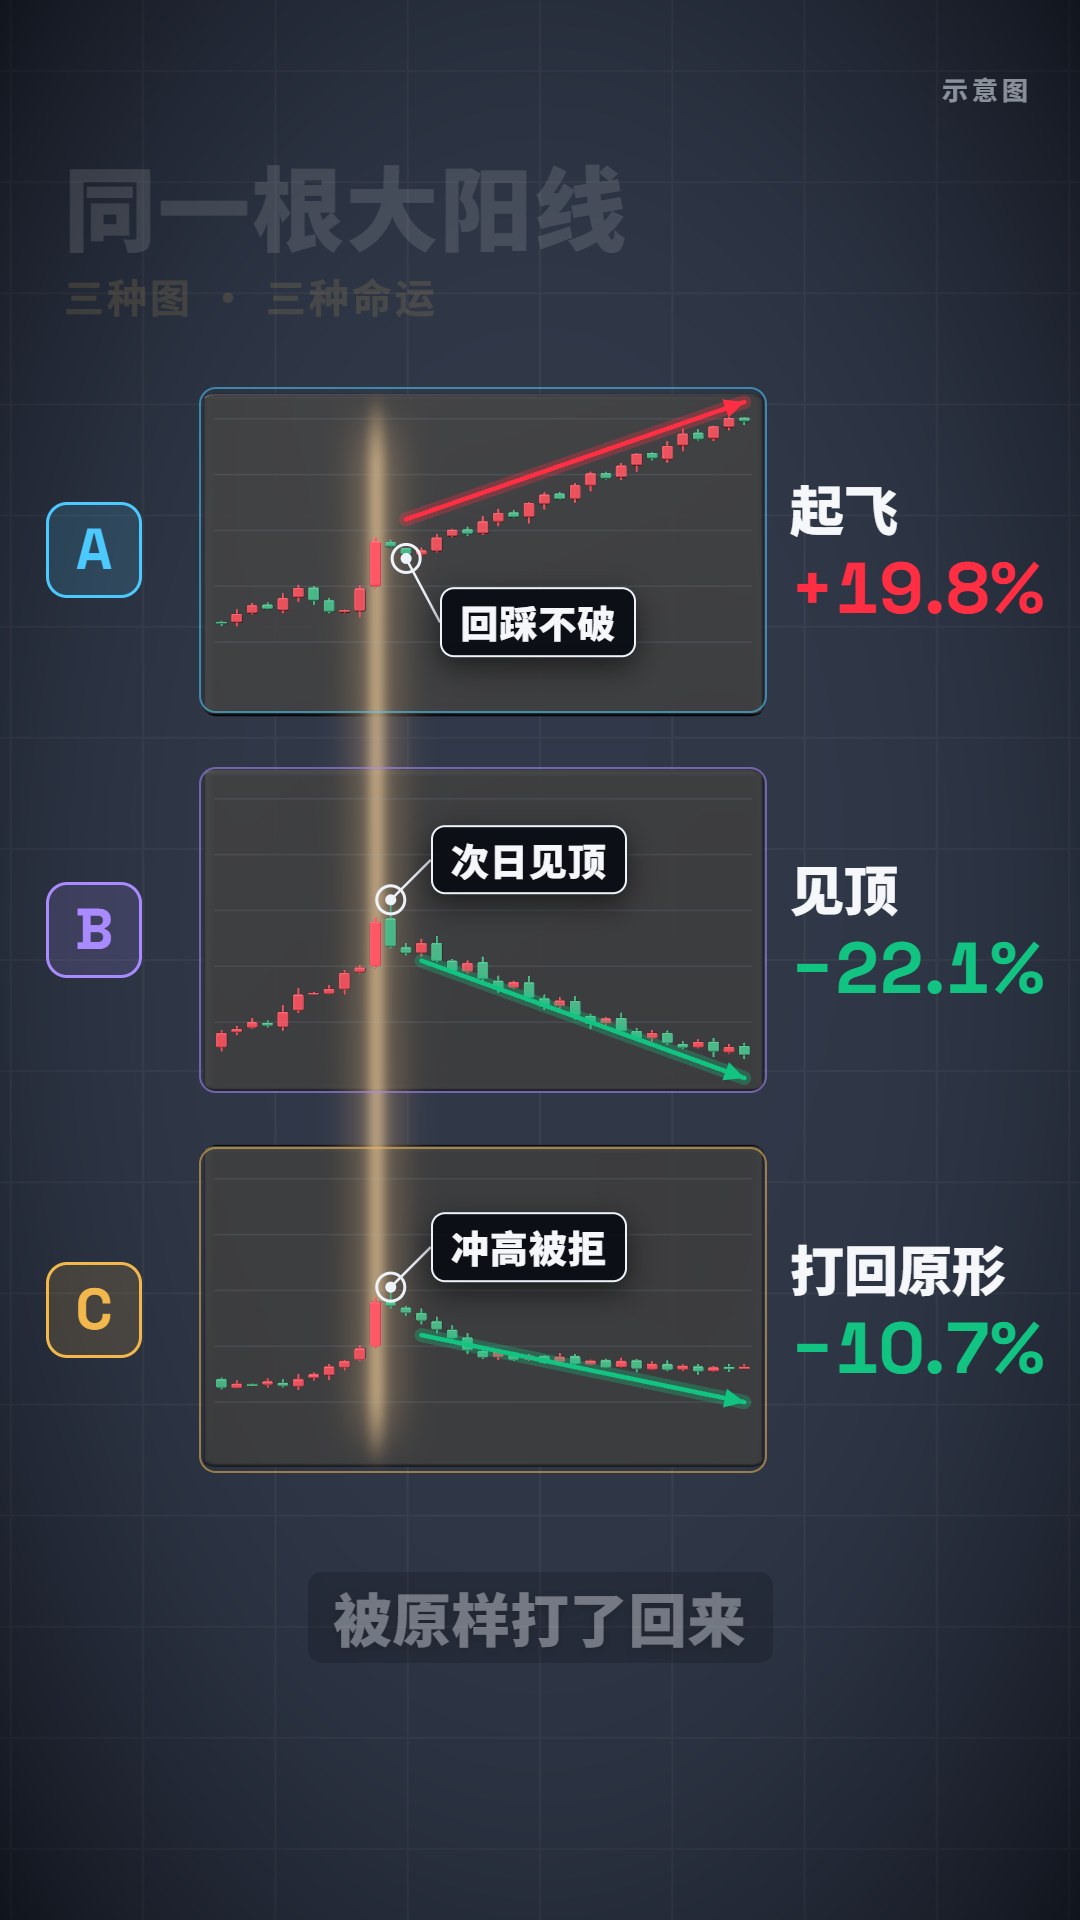 示意图
同一根大阳线
三种图 · 三种命运
A
回踩不破
起飞
+19.8%
B
次日见顶
见顶
-22.1%
C
冲高被拒
打回原形
-10.7%
被原样打了回来